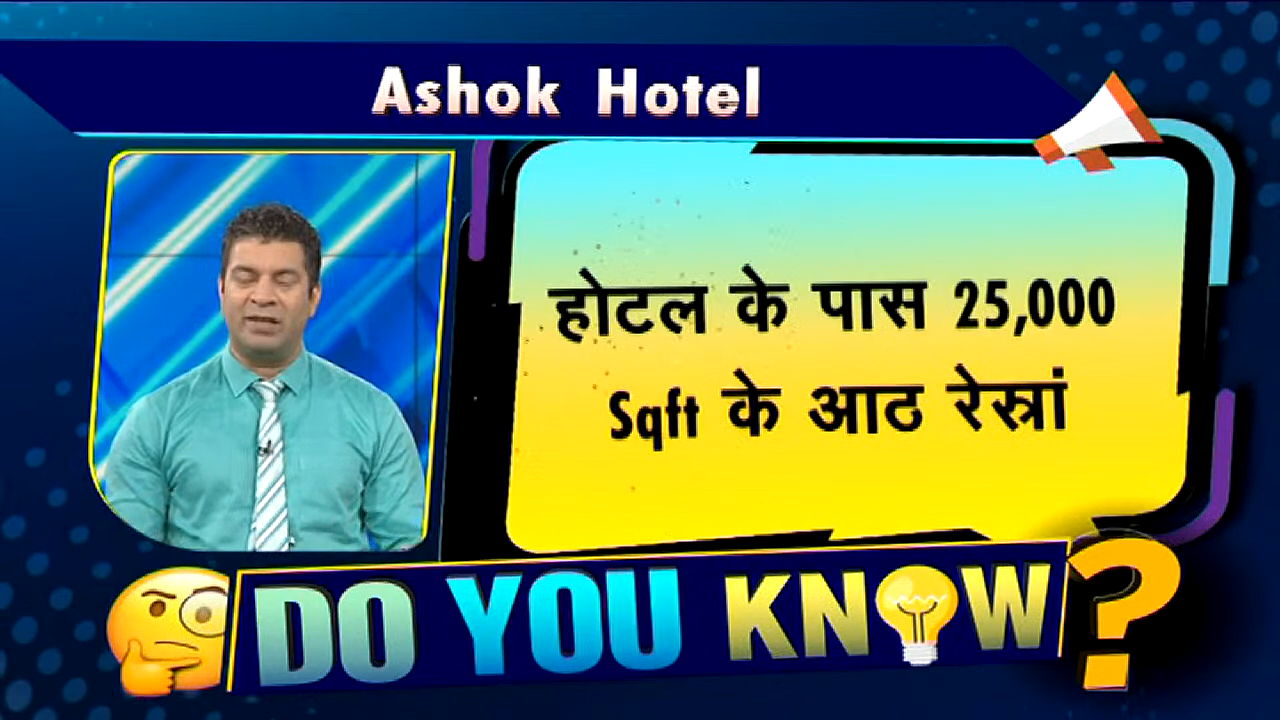 Ashok Hotel
होटल के पास 25,000
Sqft के आठ रेस्त्रां
DO YOU KNOW?